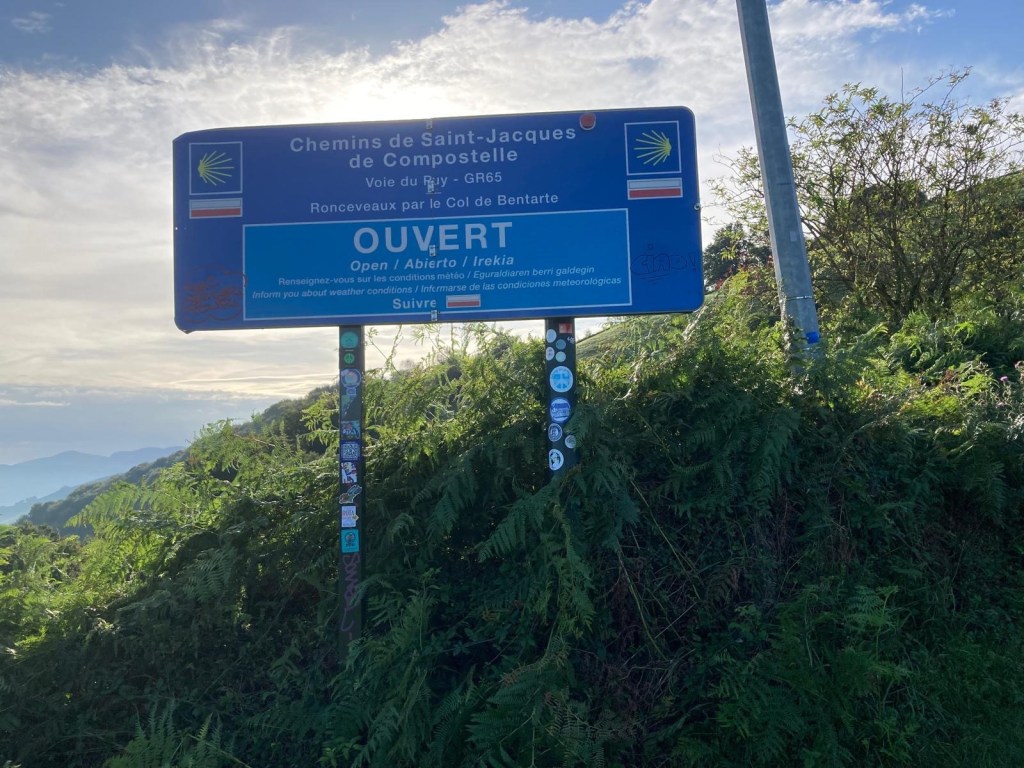 Chemins de Saint-Jacques
de Compostelle
Voie du Puy - GR65
Ronceveaux par le Col de Bentarte
OUVERT
Open / Abierto / Irekia
Renseignez-vous sur les conditions météo / Eguraldiaren berri galdegin
Inform you about weather conditions / Informarse de las condiciones meteorológicas
Suivre